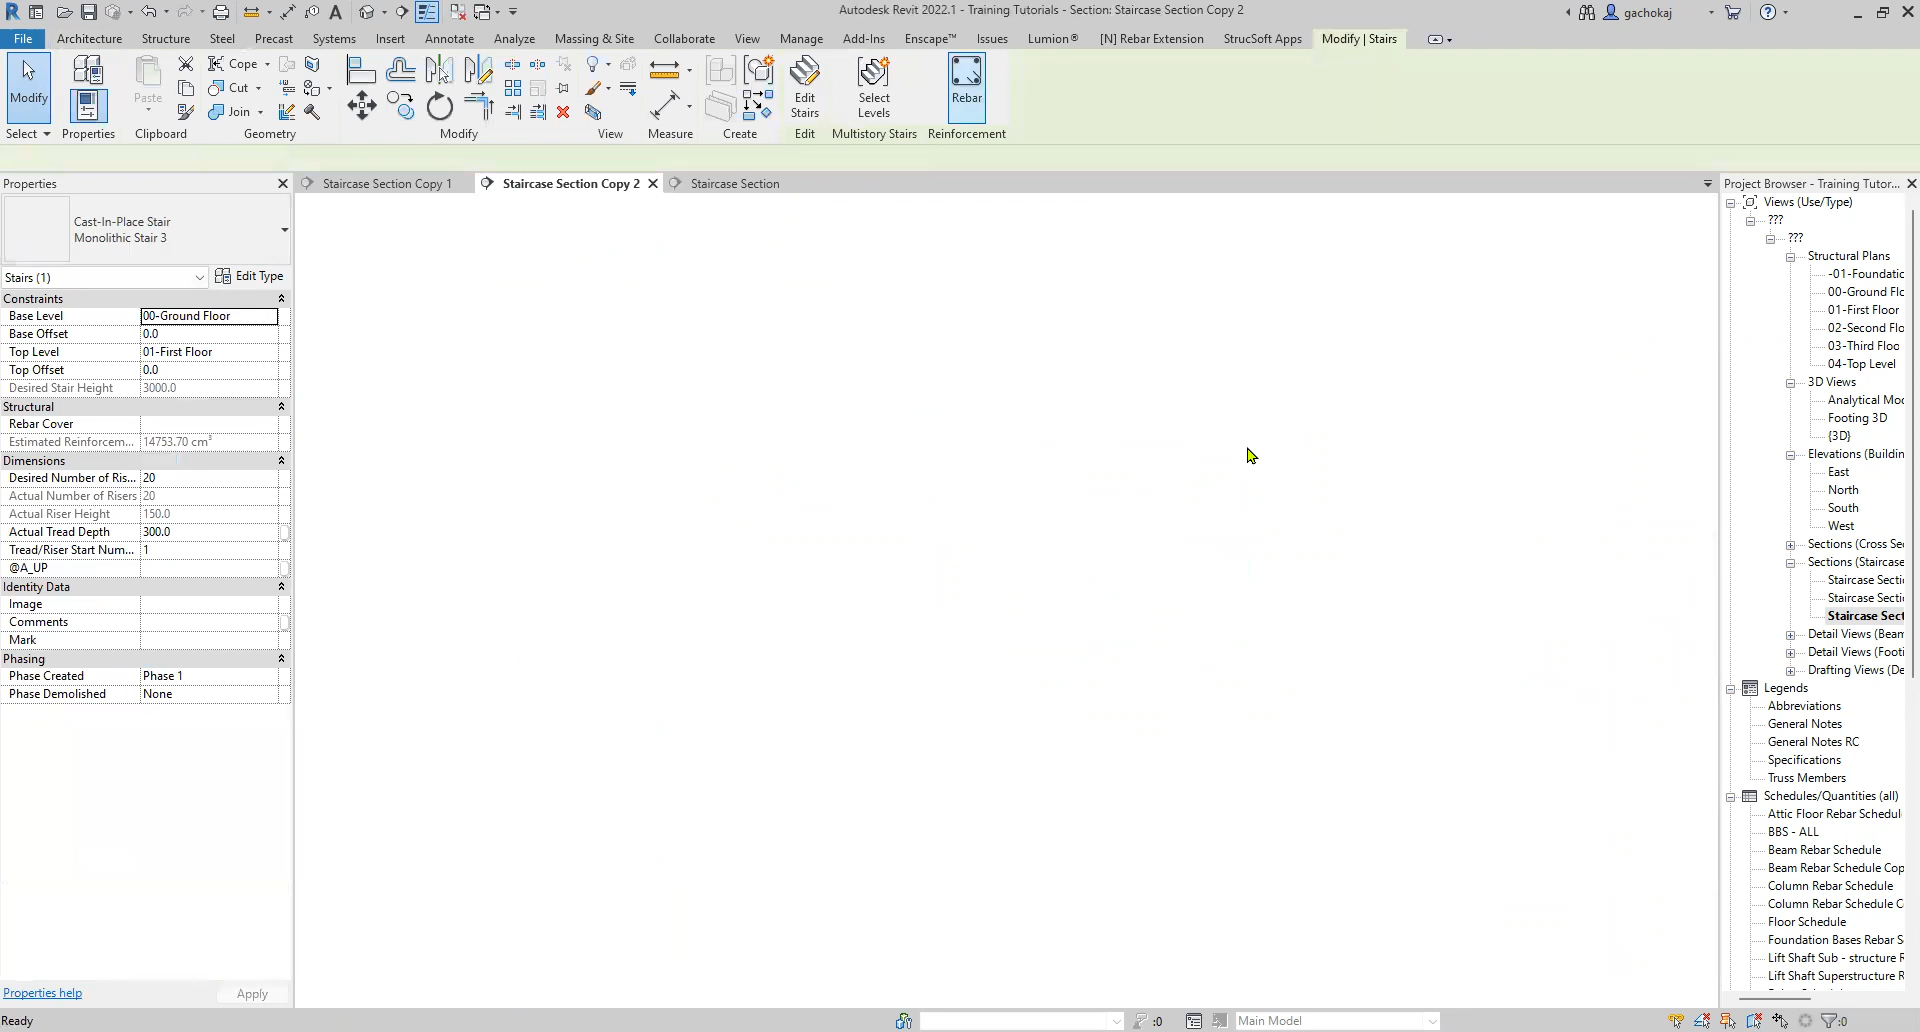 Autodesk Revit 2022.1 - Training Tutorials - Section: Staircase Section Copy 2
gachokaj
File Architecture Structure Steel Precast Systems Insert Annotate Analyze Massing & Site Collaborate View Manage Add-Ins Enscape™ Issues Lumion® [N] Rebar Extension StrucSoft Apps Modify | Stairs
Modify
Paste
Cope
Cut
Join
Edit
Stairs
Select
Levels
Rebar
Select Properties Clipboard Geometry Modify View Measure Create Edit Multistory Stairs Reinforcement
Properties
Staircase Section Copy 1
Staircase Section Copy 2
Staircase Section
Project Browser - Training Tutor...
Cast-In-Place Stair
Monolithic Stair 3
Stairs (1)
Edit Type
Constraints
Base Level 00-Ground Floor
Base Offset 0.0
Top Level 01-First Floor
Top Offset 0.0
Desired Stair Height 3000.0
Structural
Rebar Cover
Estimated Reinforcem... 14753.70 cm³
Dimensions
Desired Number of Ris... 20
Actual Number of Risers 20
Actual Riser Height 150.0
Actual Tread Depth 300.0
Tread/Riser Start Num... 1
@A_UP
Identity Data
Image
Comments
Mark
Phasing
Phase Created Phase 1
Phase Demolished None
Properties help
Apply
Views (Use/Type)
???
???
Structural Plans
-01-Foundatic
00-Ground Flc
01-First Floor
02-Second Flo
03-Third Floo
04-Top Level
3D Views
Analytical Moc
Footing 3D
{3D}
Elevations (Buildin
East
North
South
West
Sections (Cross Se
Sections (Staircase
Staircase Secti
Staircase Secti
Staircase Sect
Detail Views (Bean
Detail Views (Footi
Drafting Views (De
Legends
Abbreviations
General Notes
General Notes RC
Specifications
Truss Members
Schedules/Quantities (all)
Attic Floor Rebar Schedul
BBS - ALL
Beam Rebar Schedule
Beam Rebar Schedule Cop
Column Rebar Schedule
Column Rebar Schedule C
Floor Schedule
Foundation Bases Rebar S
Lift Shaft Sub - structure R
Lift Shaft Superstructure R
Ready
:0
Main Model
:0